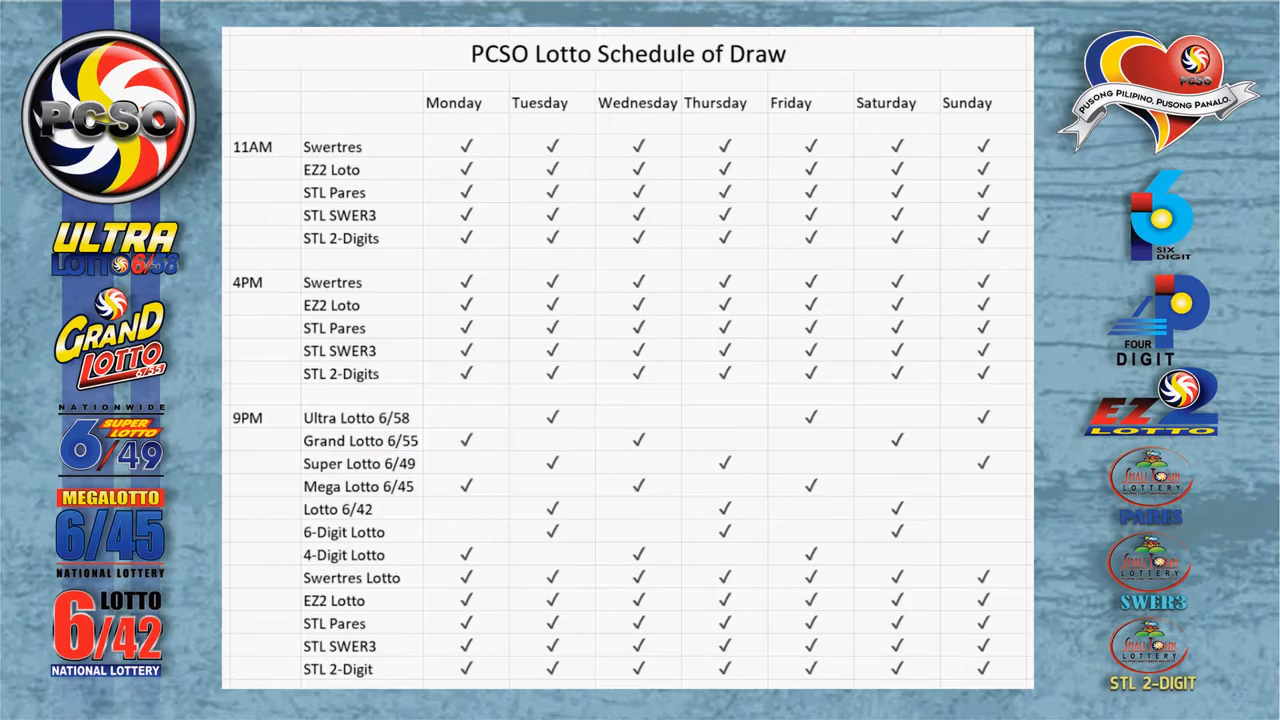 PCSO Lotto Schedule of Draw
Monday Tuesday Wednesday Thursday Friday Saturday Sunday
11AM Swertres ✓ ✓ ✓ ✓ ✓ ✓ ✓
EZ2 Loto ✓ ✓ ✓ ✓ ✓ ✓ ✓
STL Pares ✓ ✓ ✓ ✓ ✓ ✓ ✓
STL SWER3 ✓ ✓ ✓ ✓ ✓ ✓ ✓
STL 2-Digits ✓ ✓ ✓ ✓ ✓ ✓ ✓
4PM Swertres ✓ ✓ ✓ ✓ ✓ ✓ ✓
EZ2 Loto ✓ ✓ ✓ ✓ ✓ ✓ ✓
STL Pares ✓ ✓ ✓ ✓ ✓ ✓ ✓
STL SWER3 ✓ ✓ ✓ ✓ ✓ ✓ ✓
STL 2-Digits ✓ ✓ ✓ ✓ ✓ ✓ ✓
9PM Ultra Lotto 6/58 ✓ ✓ ✓
Grand Lotto 6/55 ✓ ✓ ✓
Super Lotto 6/49 ✓ ✓ ✓
Mega Lotto 6/45 ✓ ✓ ✓
Lotto 6/42 ✓ ✓ ✓
6-Digit Lotto ✓ ✓ ✓
4-Digit Lotto ✓ ✓ ✓
Swertres Lotto ✓ ✓ ✓ ✓ ✓ ✓ ✓
EZ2 Lotto ✓ ✓ ✓ ✓ ✓ ✓ ✓
STL Pares ✓ ✓ ✓ ✓ ✓ ✓ ✓
STL SWER3 ✓ ✓ ✓ ✓ ✓ ✓ ✓
STL 2-Digit ✓ ✓ ✓ ✓ ✓ ✓ ✓
PCSO
ULTRA
LOTTO 6/58
GRAND
LOTTO
6/55
NATIONWIDE
SUPER
LOTTO
6/49
MEGALOTTO
6/45
NATIONAL LOTTERY
LOTTO
6/42
NATIONAL LOTTERY
PCSO
PUSONG PILIPINO, PUSONG PANALO.
6
SIX
DIGIT
4
FOUR
DIGIT
EZ2
LOTTO
SMALL TOWN
LOTTERY
PARES
SMALL TOWN
LOTTERY
SWER3
SMALL TOWN
LOTTERY
STL 2-DIGIT